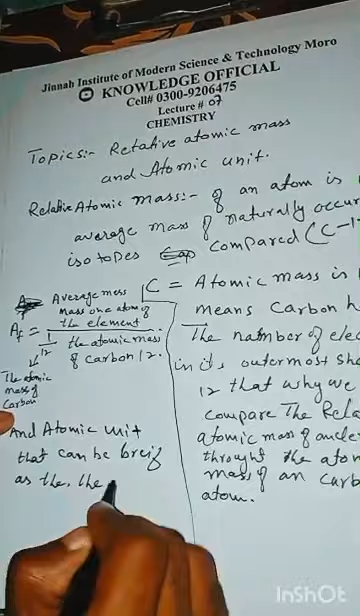 Jinnah Institute of Modern Science & Technology Moro
KNOWLEDGE OFFICIAL
Cell# 0300-9206475
Lecture # 07
CHEMISTRY
Topics:- Retative atomic mass
and Atomic unit.
Relative Atomic mass:- of an atom is
average mass of naturally occur
isotopes compared (C-1
Average mass
mass one atom of
the element
Ar =
1/12 the atomic mass
of carbon 12.
The atomic
mass of
Carbon
And Atomic unit
that can be breif
as the, the
C = Atomic mass is
means Carbon h
The number of elec
in its outermost she
12 that why we
compare The Rela
atomic mass of
throught the atom
mass of an carb
atom.
InShOt